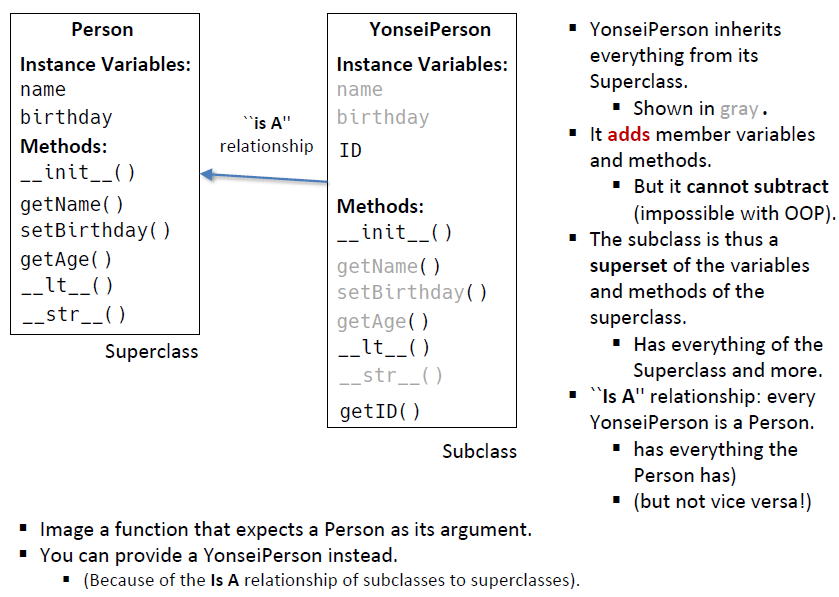 Person
Instance Variables:
name
birthday
Methods:
__init__()
getName()
setBirthday()
getAge()
__lt__()
__str__()
Superclass
``is A''
relationship
YonseiPerson
Instance Variables:
name
birthday
ID
Methods:
__init__()
getName()
setBirthday()
getAge()
__lt__()
__str__()
getID()
Subclass
▪ YonseiPerson inherits
everything from its
Superclass.
▪ Shown in gray.
▪ It adds member variables
and methods.
▪ But it cannot subtract
(impossible with OOP).
▪ The subclass is thus a
superset of the variables
and methods of the
superclass.
▪ Has everything of the
Superclass and more.
▪ ``Is A'' relationship: every
YonseiPerson is a Person.
▪ has everything the
Person has)
▪ (but not vice versa!)
▪ Image a function that expects a Person as its argument.
▪ You can provide a YonseiPerson instead.
▪ (Because of the Is A relationship of subclasses to superclasses).